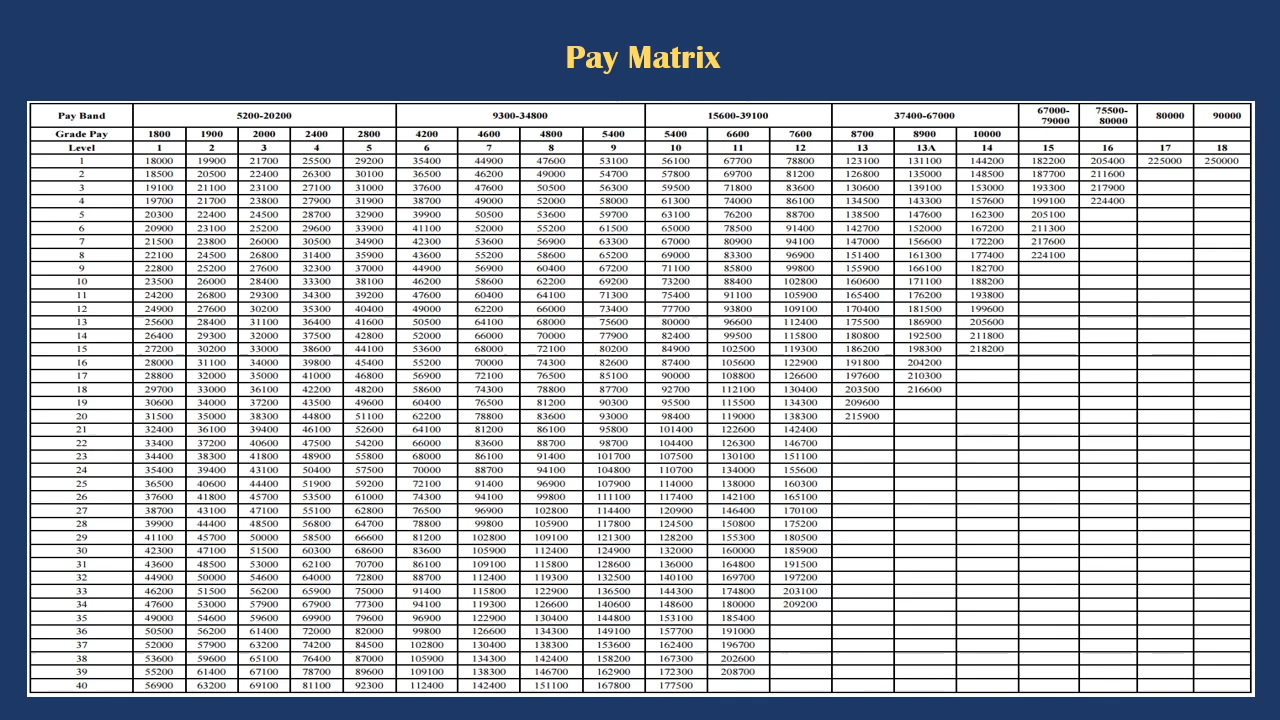 Pay Matrix
Pay Band 5200-20200 9300-34800 15600-39100 37400-67000 67000-79000 75500-80000 80000 90000
Grade Pay 1800 1900 2000 2400 2800 4200 4600 4800 5400 5400 6600 7600 8700 8900 10000
Level 1 2 3 4 5 6 7 8 9 10 11 12 13 13A 14 15 16 17 18
1 18000 19900 21700 25500 29200 35400 44900 47600 53100 56100 67700 78800 123100 131100 144200 182200 205400 225000 250000
2 18500 20500 22400 26300 30100 36500 46200 49000 54700 57800 69700 81200 126800 135000 148500 187700 211600
3 19100 21100 23100 27100 31000 37600 47600 50500 56300 59500 71800 83600 130600 139100 153000 193300 217900
4 19700 21700 23800 27900 31900 38700 49000 52000 58000 61300 74000 86100 134500 143300 157600 199100 224400
5 20300 22400 24500 28700 32900 39900 50500 53600 59700 63100 76200 88700 138500 147600 162300 205100
6 20900 23100 25200 29600 33900 41100 52000 55200 61500 65000 78500 91400 142700 152000 167200 211300
7 21500 23800 26000 30500 34900 42300 53600 56900 63300 67000 80900 94100 147000 156600 172200 217600
8 22100 24500 26800 31400 35900 43600 55200 58600 65200 69000 83300 96900 151400 161300 177400 224100
9 22800 25200 27600 32300 37000 44900 56900 60400 67200 71100 85800 99800 155900 166100 182700
10 23500 26000 28400 33300 38100 46200 58600 62200 69200 73200 88400 102800 160600 171100 188200
11 24200 26800 29300 34300 39200 47600 60400 64100 71300 75400 91100 105900 165400 176200 193800
12 24900 27600 30200 35300 40400 49000 62200 66000 73400 77700 93800 109100 170400 181500 199600
13 25600 28400 31100 36400 41600 50500 64100 68000 75600 80000 96600 112400 175500 186900 205600
14 26400 29300 32000 37500 42800 52000 66000 70000 77900 82400 99500 115800 180800 192500 211800
15 27200 30200 33000 38600 44100 53600 68000 72100 80200 84900 102500 119300 186200 198300 218200
16 28000 31100 34000 39800 45400 55200 70000 74300 82600 87400 105600 122900 191800 204200
17 28800 32000 35000 41000 46800 56900 72100 76500 85100 90000 108800 126600 197600 210300
18 29700 33000 36100 42200 48200 58600 74300 78800 87700 92700 112100 130400 203500 216600
19 30600 34000 37200 43500 49600 60400 76500 81200 90300 95500 115500 134300 209600
20 31500 35000 38300 44800 51100 62200 78800 83600 93000 98400 119000 138300 215900
21 32400 36100 39400 46100 52600 64100 81200 86100 95800 101400 122600 142400
22 33400 37200 40600 47500 54200 66000 83600 88700 98700 104400 126300 146700
23 34400 38300 41800 48900 55800 68000 86100 91400 101700 107500 130100 151100
24 35400 39400 43100 50400 57500 70000 88700 94100 104800 110700 134000 155600
25 36500 40600 44400 51900 59200 72100 91400 96900 107900 114000 138000 160300
26 37600 41800 45700 53500 61000 74300 94100 99800 111100 117400 142100 165100
27 38700 43100 47100 55100 62800 76500 96900 102800 114400 120900 146400 170100
28 39900 44400 48500 56800 64700 78800 99800 105900 117800 124500 150800 175200
29 41100 45700 50000 58500 66600 81200 102800 109100 121300 128200 155300 180500
30 42300 47100 51500 60300 68600 83600 105900 112400 124900 132000 160000 185900
31 43600 48500 53000 62100 70700 86100 109100 115800 128600 136000 164800 191500
32 44900 50000 54600 64000 72800 88700 112400 119300 132500 140100 169700 197200
33 46200 51500 56200 65900 75000 91400 115800 122900 136500 144300 174800 203100
34 47600 53000 57900 67900 77300 94100 119300 126600 140600 148600 180000 209200
35 49000 54600 59600 69900 79600 96900 122900 130400 144800 153100 185400
36 50500 56200 61400 72000 82000 99800 126600 134300 149100 157700 191000
37 52000 57900 63200 74200 84500 102800 130400 138300 153600 162400 196700
38 53600 59600 65100 76400 87000 105900 134300 142400 158200 167300 202600
39 55200 61400 67100 78700 89600 109100 138300 146700 162900 172300 208700
40 56900 63200 69100 81100 92300 112400 142400 151100 167800 177500